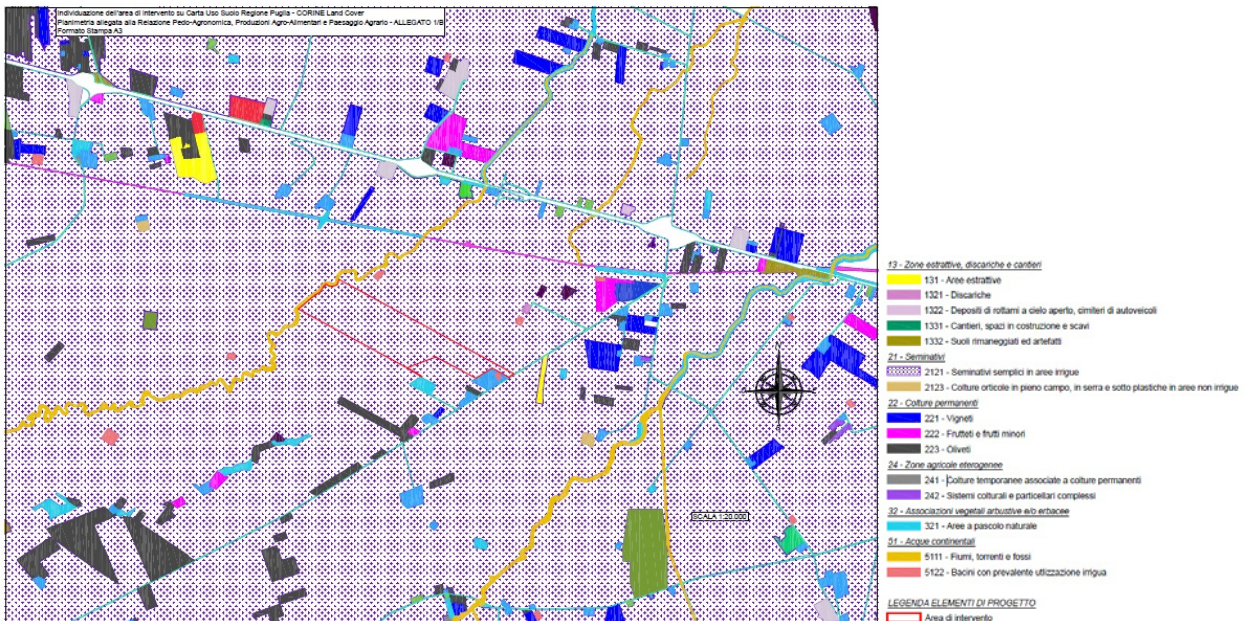 Individuazione dell'area di intervento su Carta Uso Suolo Regione Puglia - CORINE Land Cover
Planimetria allegata alla Relazione Pedo-Agronomica, Produzioni Agro-Alimentari e Paesaggio Agrario - ALLEGATO 1/B
Formato Stampa A3
N
SCALA 1:20.000
13 - Zone estrattive, discariche e cantieri
131 - Aree estrattive
1321 - Discariche
1322 - Depositi di rottami a cielo aperto, cimiteri di autoveicoli
1331 - Cantieri, spazi in costruzione e scavi
1332 - Suoli rimaneggiati ed artefatti
21 - Seminativi
2121 - Seminativi semplici in aree irrigue
2123 - Colture orticole in pieno campo, in serra e sotto plastiche in aree non irrigue
22 - Colture permanenti
221 - Vigneti
222 - Frutteti e frutti minori
223 - Oliveti
24 - Zone agricole eterogenee
241 - Colture temporanee associate a colture permanenti
242 - Sistemi colturali e particellari complessi
32 - Associazioni vegetali arbustive e/o erbacee
321 - Aree a pascolo naturale
51 - Acque continentali
5111 - Fiumi, torrenti e fossi
5122 - Bacini con prevalente utilizzazione irrigua
LEGENDA ELEMENTI DI PROGETTO
Area di intervento